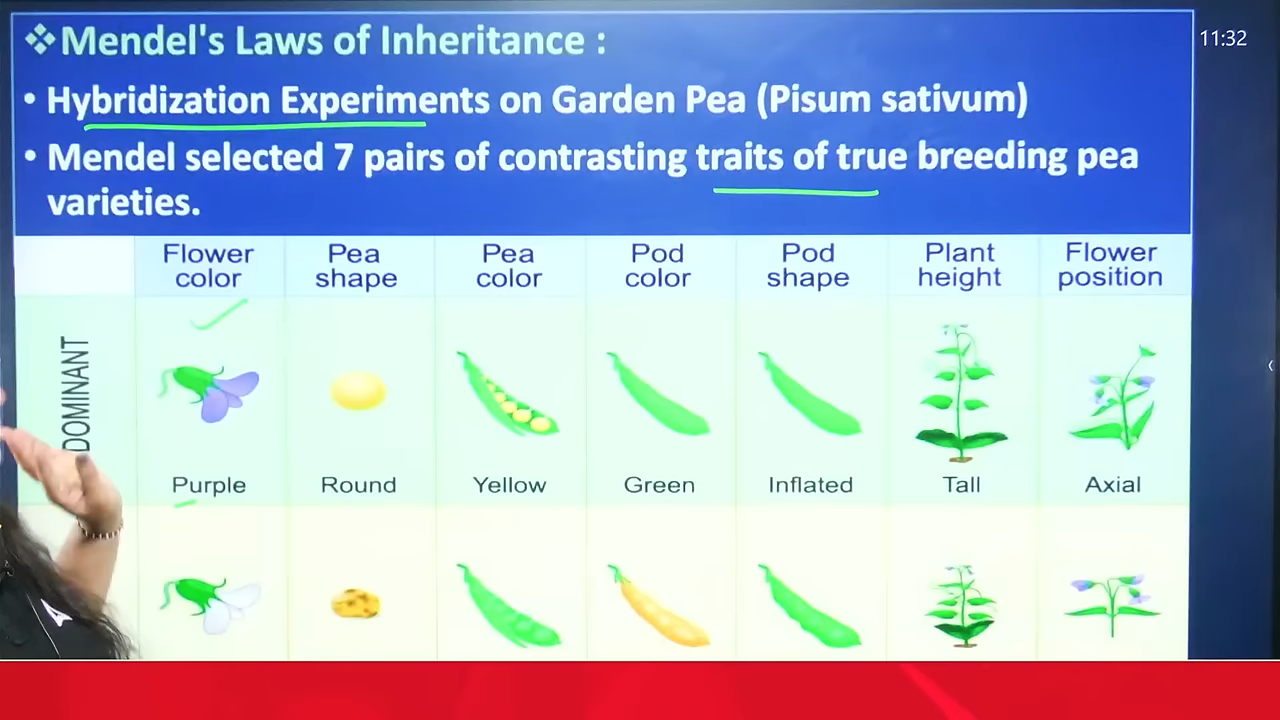 ❖Mendel's Laws of Inheritance :
11:32
• Hybridization Experiments on Garden Pea (Pisum sativum)
• Mendel selected 7 pairs of contrasting traits of true breeding pea
varieties.
Flower color
Pea shape
Pea color
Pod color
Pod shape
Plant height
Flower position
DOMINANT
Purple
Round
Yellow
Green
Inflated
Tall
Axial